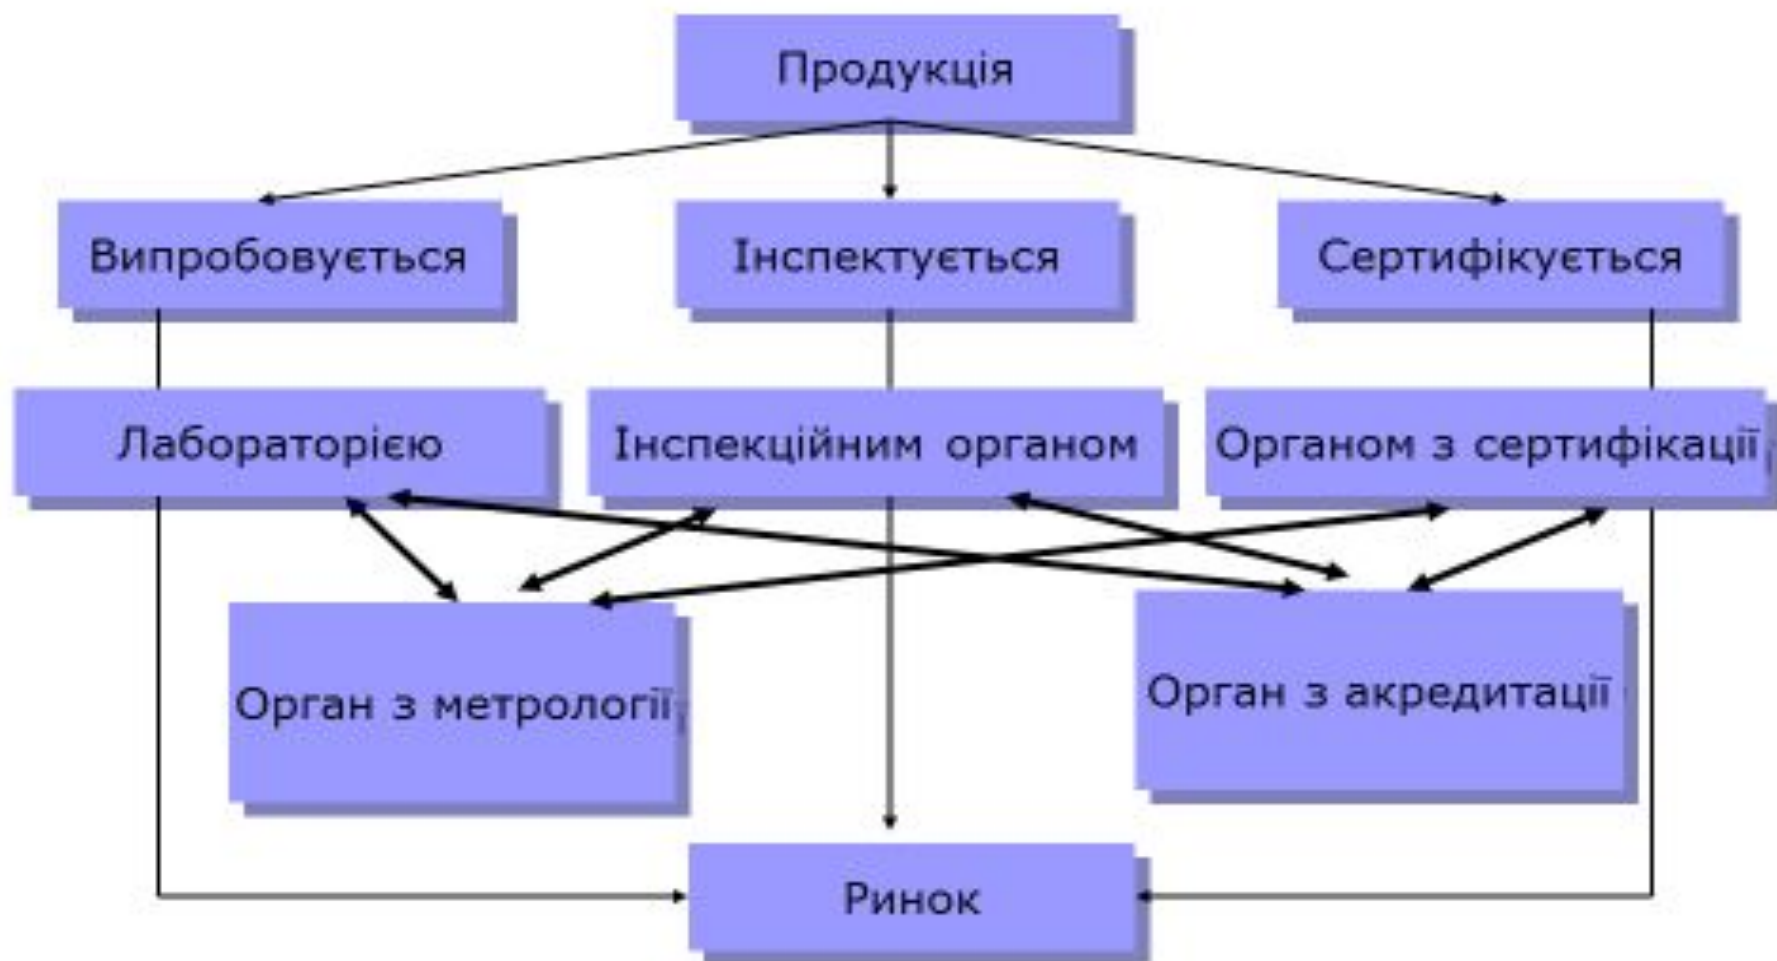 Продукція
Випробовується
Інспектується
Сертифікується
Лабораторією
Інспекційним органом
Органом з сертифікації
Орган з метрології
Орган з акредитації
Ринок